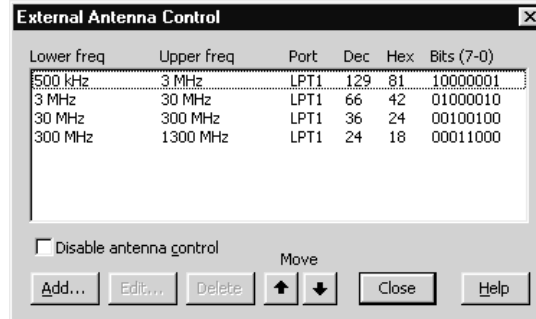 External Antenna Control
Lower freq Upper freq Port Dec Hex Bits (7-0)
500 kHz 3 MHz LPT1 129 81 10000001
3 MHz 30 MHz LPT1 66 42 01000010
30 MHz 300 MHz LPT1 36 24 00100100
300 MHz 1300 MHz LPT1 24 18 00011000
Disable antenna control
Move
Add... Edit... Delete Close Help